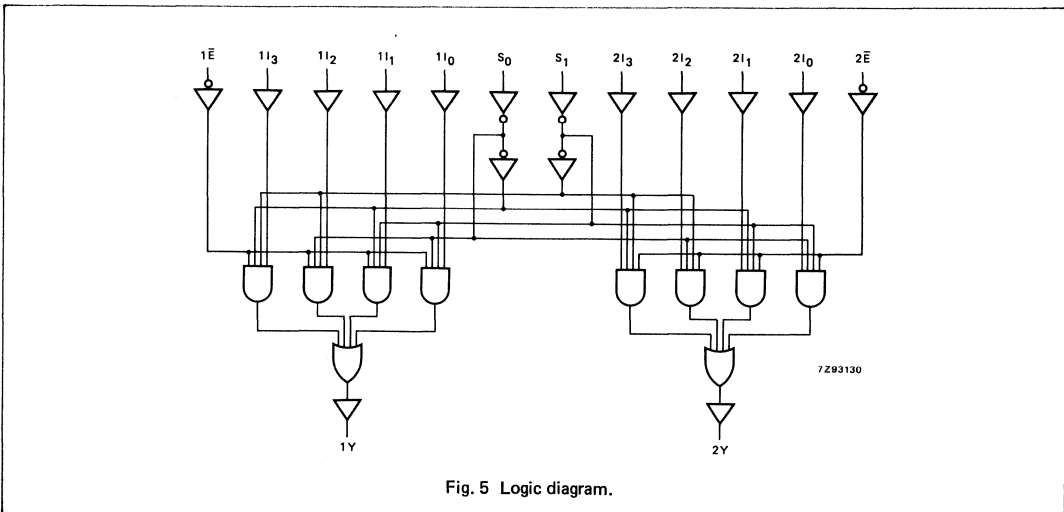 1Ē 1I₃ 1I₂ 1I₁ 1I₀ S₀ S₁ 2I₃ 2I₂ 2I₁ 2I₀ 2Ē
7Z93130
1Y 2Y
Fig. 5 Logic diagram.